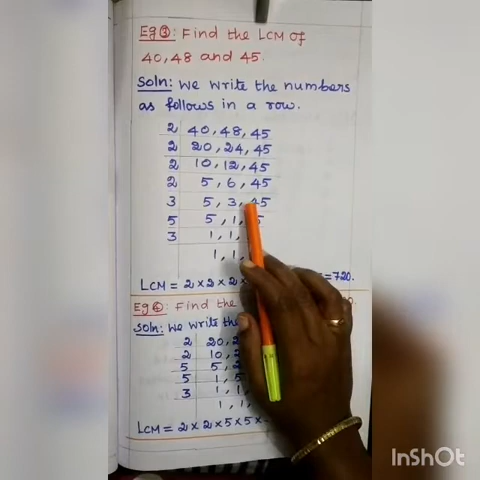 Eg③: Find the LCM of
40, 48 and 45.
Soln: We write the numbers
as follows in a row.
2 40, 48, 45
2 20, 24, 45
2 10, 12, 45
2 5, 6, 45
3 5, 3, 45
5 5, 1,
3 1, 1,
1, 1,
LCM = 2 × 2 × 2 × =720.
Eg④: Find the
Soln: We write the
2 20,
2 10,
5 5,
5 1,
3 1, 1,
1, 1,
LCM = 2 × 2 × 5 × 5 ×
InShOt